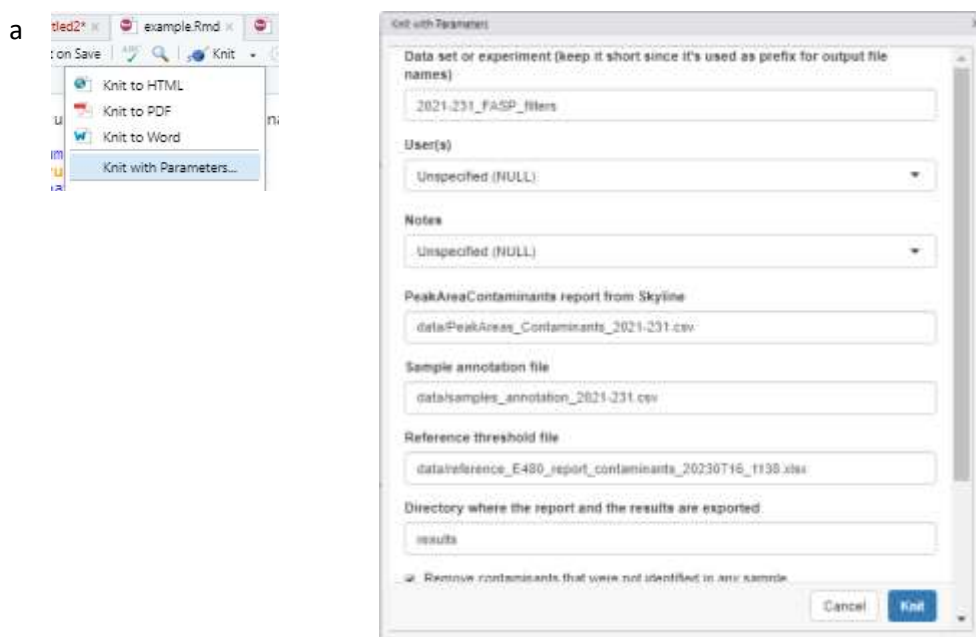 a
tled2*
example.Rmd
on Save
Knit
Knit to HTML
Knit to PDF
Knit to Word
Knit with Parameters...
Knit with Parameters
Data set or experiment (keep it short since it's used as prefix for output file
names)
2021-231_FASP_filters
User(s)
Unspecified (NULL)
Notes
Unspecified (NULL)
PeakAreaContaminants report from Skyline
data/PeakAreas_Contaminants_2021-231.csv
Sample annotation file
data/samples_annotation_2021-231.csv
Reference threshold file
data/reference_E480_report_contaminants_20230716_1138.xlsx
Directory where the report and the results are exported
results
Remove contaminants that were not identified in any sample
Cancel
Knit